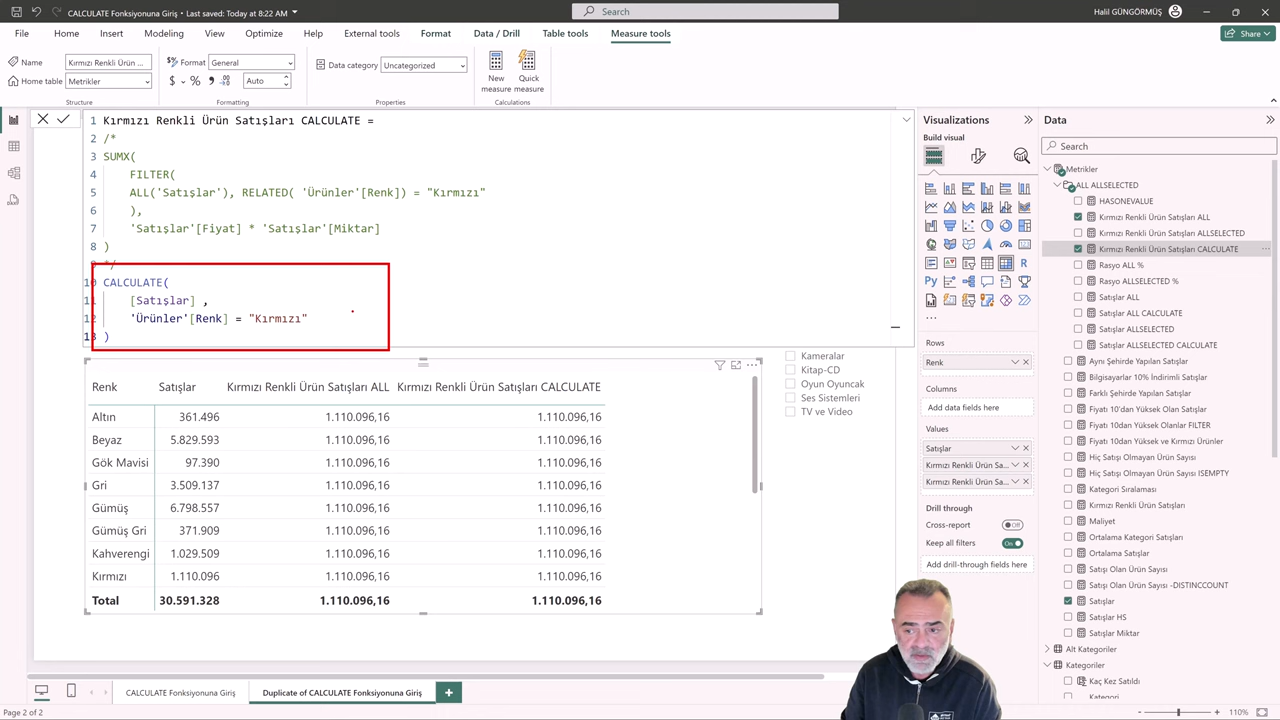 CALCULATE Fonksiyonuna Giriş • Last saved: Today at 8:22 AM
Search
Halil GÜNGÖRMÜŞ
File Home Insert Modeling View Optimize Help External tools Format Data / Drill Table tools Measure tools
Share
Name Kırmızı Renkli Ürün ...
Home table Metrikler
Structure
Format General
$ % Auto
Formatting
Data category Uncategorized
Properties
New measure
Quick measure
Calculations
1 Kırmızı Renkli Ürün Satışları CALCULATE =
2 /*
3 SUMX(
4 FILTER(
5 ALL('Satışlar'), RELATED( 'Ürünler'[Renk]) = "Kırmızı"
6 ),
7 'Satışlar'[Fiyat] * 'Satışlar'[Miktar]
8 )
9 */
10 CALCULATE(
11 [Satışlar] ,
12 'Ürünler'[Renk] = "Kırmızı"
13 )
Renk Satışlar Kırmızı Renkli Ürün Satışları ALL Kırmızı Renkli Ürün Satışları CALCULATE
Altın 361.496 1.110.096,16 1.110.096,16
Beyaz 5.829.593 1.110.096,16 1.110.096,16
Gök Mavisi 97.390 1.110.096,16 1.110.096,16
Gri 3.509.137 1.110.096,16 1.110.096,16
Gümüş 6.798.557 1.110.096,16 1.110.096,16
Gümüş Gri 371.909 1.110.096,16 1.110.096,16
Kahverengi 1.029.509 1.110.096,16 1.110.096,16
Kırmızı 1.110.096 1.110.096,16 1.110.096,16
Total 30.591.328 1.110.096,16 1.110.096,16
Kameralar
Kitap-CD
Oyun Oyuncak
Ses Sistemleri
TV ve Video
Visualizations
Build visual
Rows
Renk
Columns
Add data fields here
Values
Satışlar
Kırmızı Renkli Ürün Sa...
Kırmızı Renkli Ürün Sa...
Drill through
Cross-report Off
Keep all filters On
Add drill-through fields here
Data
Search
Metrikler
ALL ALLSELECTED
HASONEVALUE
Kırmızı Renkli Ürün Satışları ALL
Kırmızı Renkli Ürün Satışları ALLSELECTED
Kırmızı Renkli Ürün Satışları CALCULATE
Rasyo ALL %
Rasyo ALLSELECTED %
Satışlar ALL
Satışlar ALL CALCULATE
Satışlar ALLSELECTED
Satışlar ALLSELECTED CALCULATE
Aynı Şehirde Yapılan Satışlar
Bilgisayarlar 10% İndirimli Satışlar
Farklı Şehirde Yapılan Satışlar
Fiyatı 10'dan Yüksek Olan Satışlar
Fiyatı 10dan Yüksek Olanlar FILTER
Fiyatı 10dan Yüksek ve Kırmızı Ürünler
Hiç Satışı Olmayan Ürün Sayısı
Hiç Satışı Olmayan Ürün Sayısı ISEMPTY
Kategori Sıralaması
Kırmızı Renkli Ürün Satışları
Maliyet
Ortalama Kategori Satışları
Ortalama Satışlar
Satışı Olan Ürün Sayısı
Satışı Olan Ürün Sayısı -DISTINCCOUNT
Satışlar
Satışlar HS
Satışlar Miktar
Alt Kategoriler
Kategoriler
Kaç Kez Satıldı
Kategori
CALCULATE Fonksiyonuna Giriş Duplicate of CALCULATE Fonksiyonuna Giriş
Page 2 of 2
110%